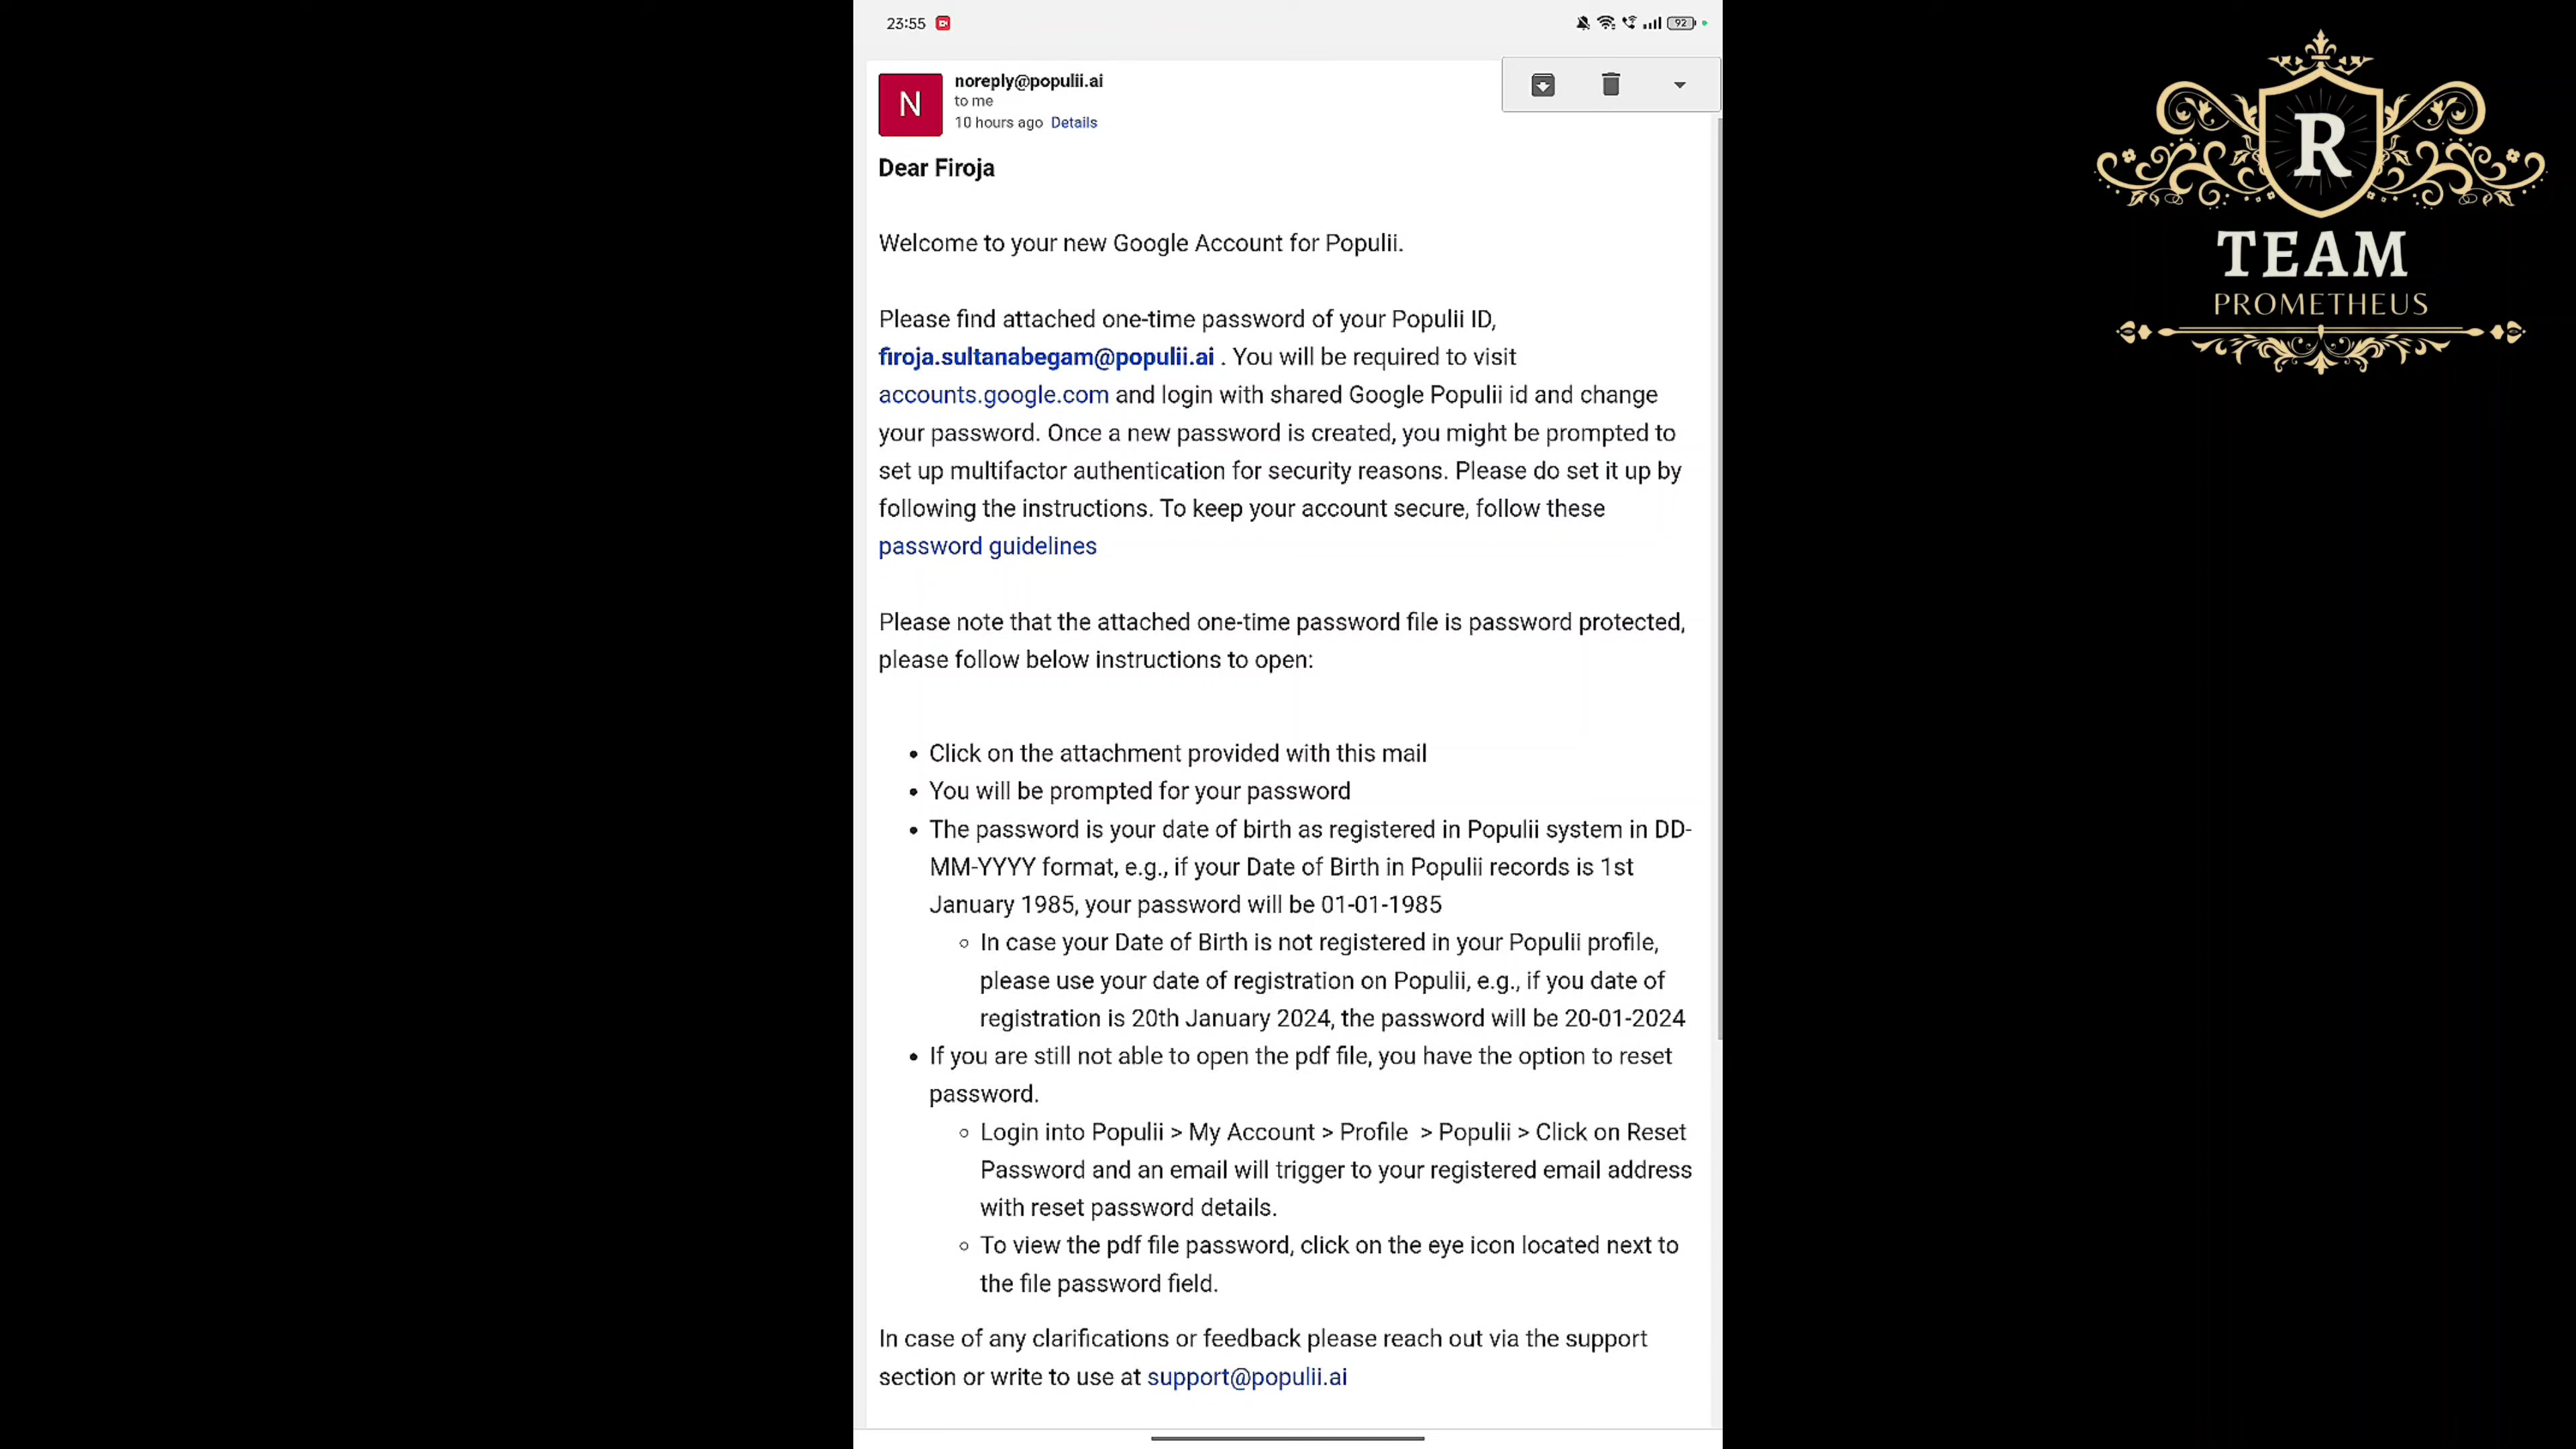 23:55
92
N
noreply@populii.ai
to me
10 hours ago Details
Dear Firoja
Welcome to your new Google Account for Populii.
Please find attached one-time password of your Populii ID,
firoja.sultanabegam@populii.ai . You will be required to visit
accounts.google.com and login with shared Google Populii id and change
your password. Once a new password is created, you might be prompted to
set up multifactor authentication for security reasons. Please do set it up by
following the instructions. To keep your account secure, follow these
password guidelines
Please note that the attached one-time password file is password protected,
please follow below instructions to open:
• Click on the attachment provided with this mail
• You will be prompted for your password
• The password is your date of birth as registered in Populii system in DD-
MM-YYYY format, e.g., if your Date of Birth in Populii records is 1st
January 1985, your password will be 01-01-1985
○ In case your Date of Birth is not registered in your Populii profile,
please use your date of registration on Populii, e.g., if you date of
registration is 20th January 2024, the password will be 20-01-2024
• If you are still not able to open the pdf file, you have the option to reset
password.
○ Login into Populii > My Account > Profile > Populii > Click on Reset
Password and an email will trigger to your registered email address
with reset password details.
○ To view the pdf file password, click on the eye icon located next to
the file password field.
In case of any clarifications or feedback please reach out via the support
section or write to use at support@populii.ai
R
TEAM
PROMETHEUS